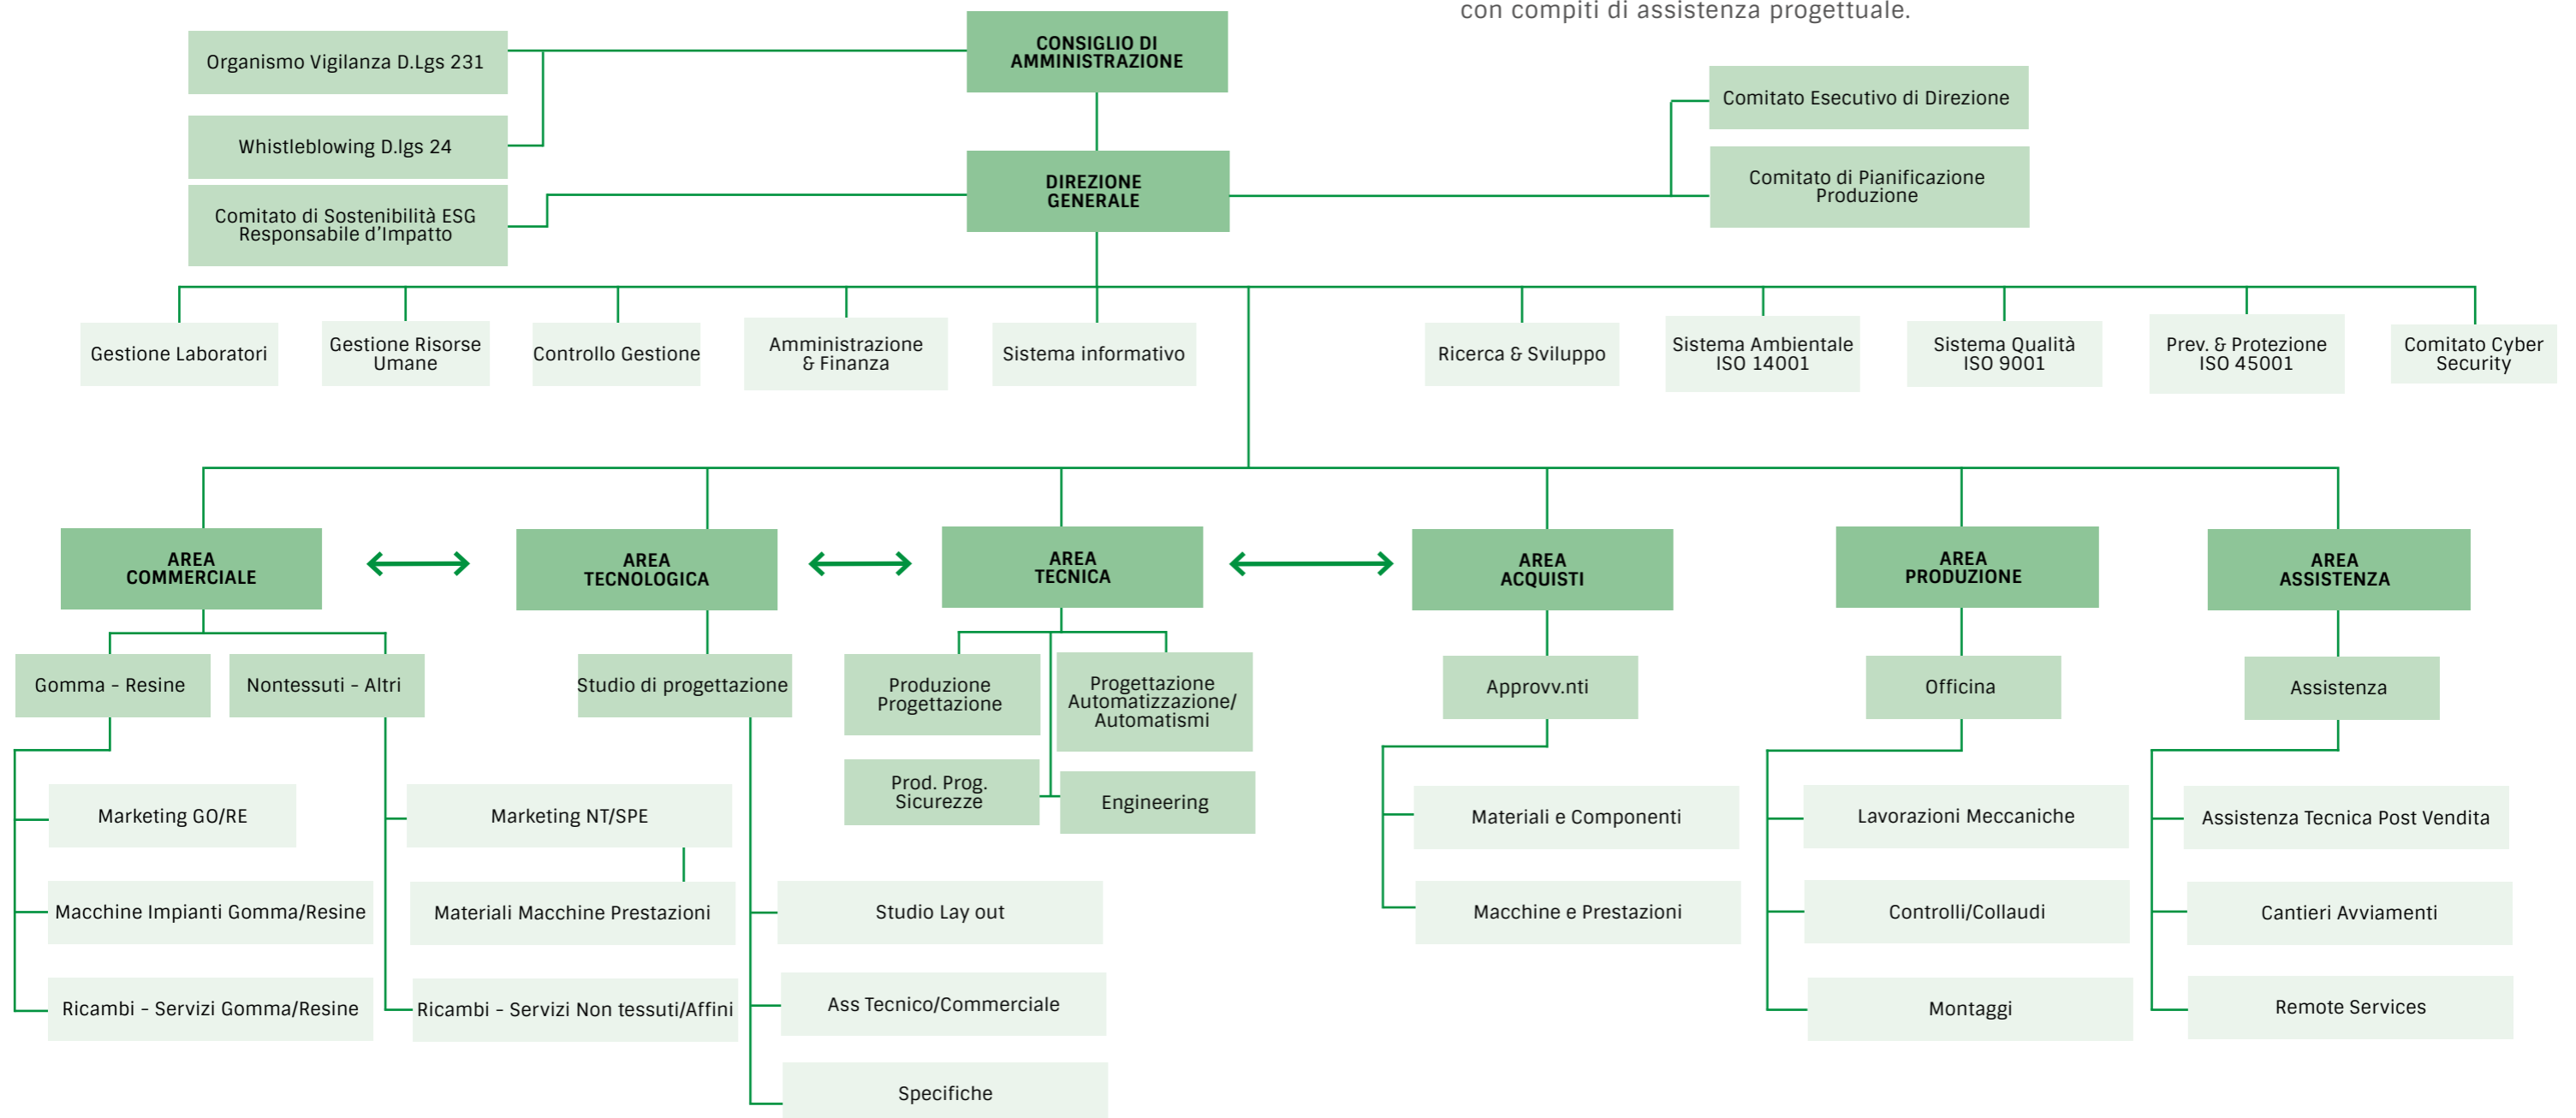 con compiti di assistenza progettuale.
CONSIGLIO DI
AMMINISTRAZIONE
Organismo Vigilanza D.Lgs 231
Whistleblowing D.lgs 24
Comitato Esecutivo di Direzione
Comitato di Pianificazione
Produzione
DIREZIONE
GENERALE
Comitato di Sostenibilità ESG
Responsabile d’Impatto
Gestione Laboratori
Gestione Risorse
Umane
Controllo Gestione
Amministrazione
& Finanza
Sistema informativo
Ricerca & Sviluppo
Sistema Ambientale
ISO 14001
Sistema Qualità
ISO 9001
Prev. & Protezione
ISO 45001
Comitato Cyber
Security
AREA
COMMERCIALE
AREA
TECNOLOGICA
AREA
TECNICA
AREA
ACQUISTI
AREA
PRODUZIONE
AREA
ASSISTENZA
Gomma - Resine
Nontessuti - Altri
Studio di progettazione
Produzione
Progettazione
Progettazione
Automatizzazione/
Automatismi
Prod. Prog.
Sicurezze
Engineering
Approvv.nti
Officina
Assistenza
Marketing GO/RE
Macchine Impianti Gomma/Resine
Ricambi - Servizi Gomma/Resine
Marketing NT/SPE
Materiali Macchine Prestazioni
Ricambi - Servizi Non tessuti/Affini
Studio Lay out
Ass Tecnico/Commerciale
Specifiche
Materiali e Componenti
Macchine e Prestazioni
Lavorazioni Meccaniche
Controlli/Collaudi
Montaggi
Assistenza Tecnica Post Vendita
Cantieri Avviamenti
Remote Services